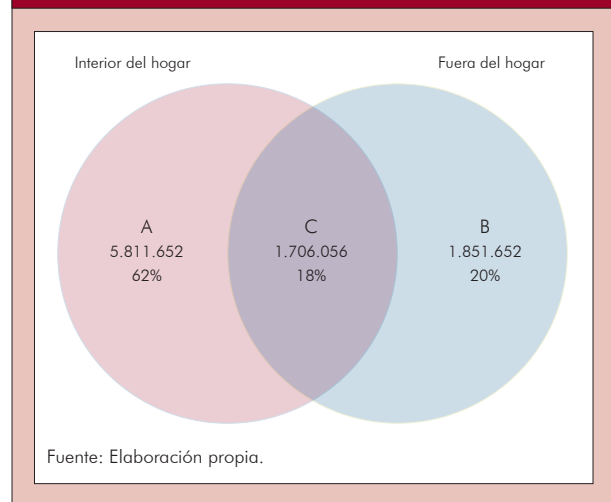 Interior del hogar
Fuera del hogar
A
5.811.652
62%
C
1.706.056
18%
B
1.851.652
20%
Fuente: Elaboración propia.